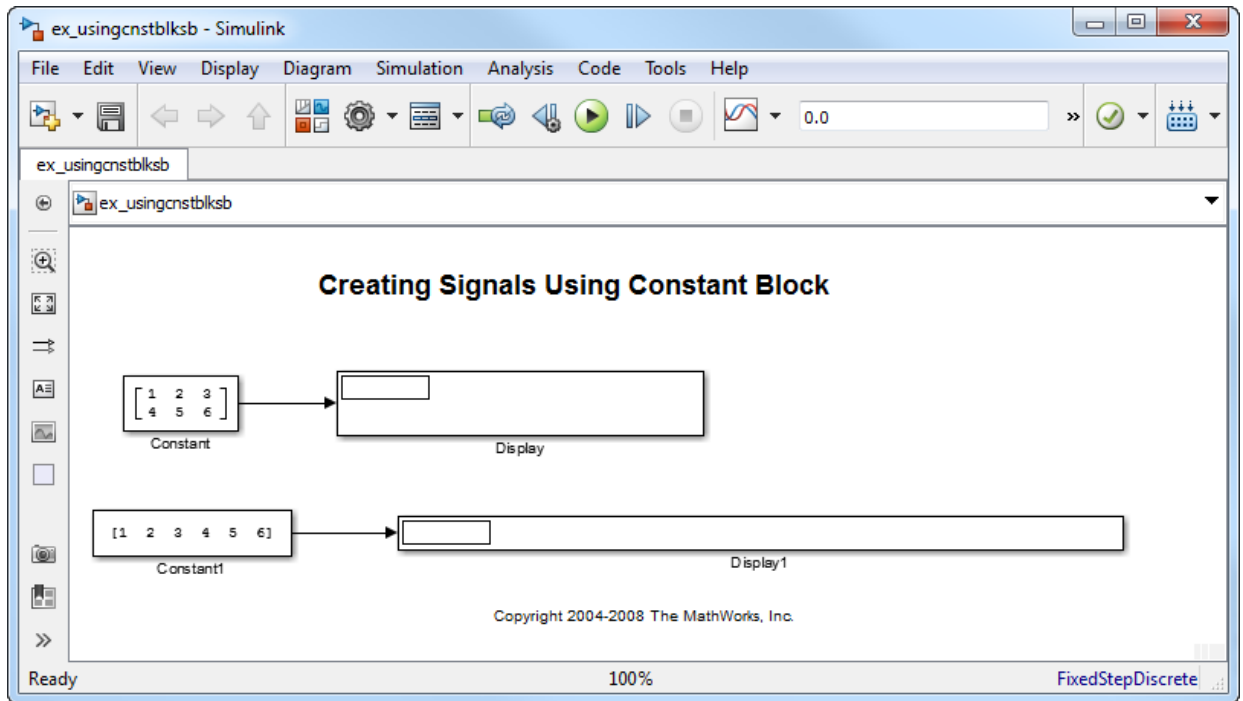 ex_usingcnstblksb - Simulink
File Edit View Display Diagram Simulation Analysis Code Tools Help
0.0
ex_usingcnstblksb
ex_usingcnstblksb
Creating Signals Using Constant Block
1 2 3
4 5 6
Constant
Display
[1 2 3 4 5 6]
Constant1
Display1
Copyright 2004-2008 The MathWorks, Inc.
Ready 100% FixedStepDiscrete